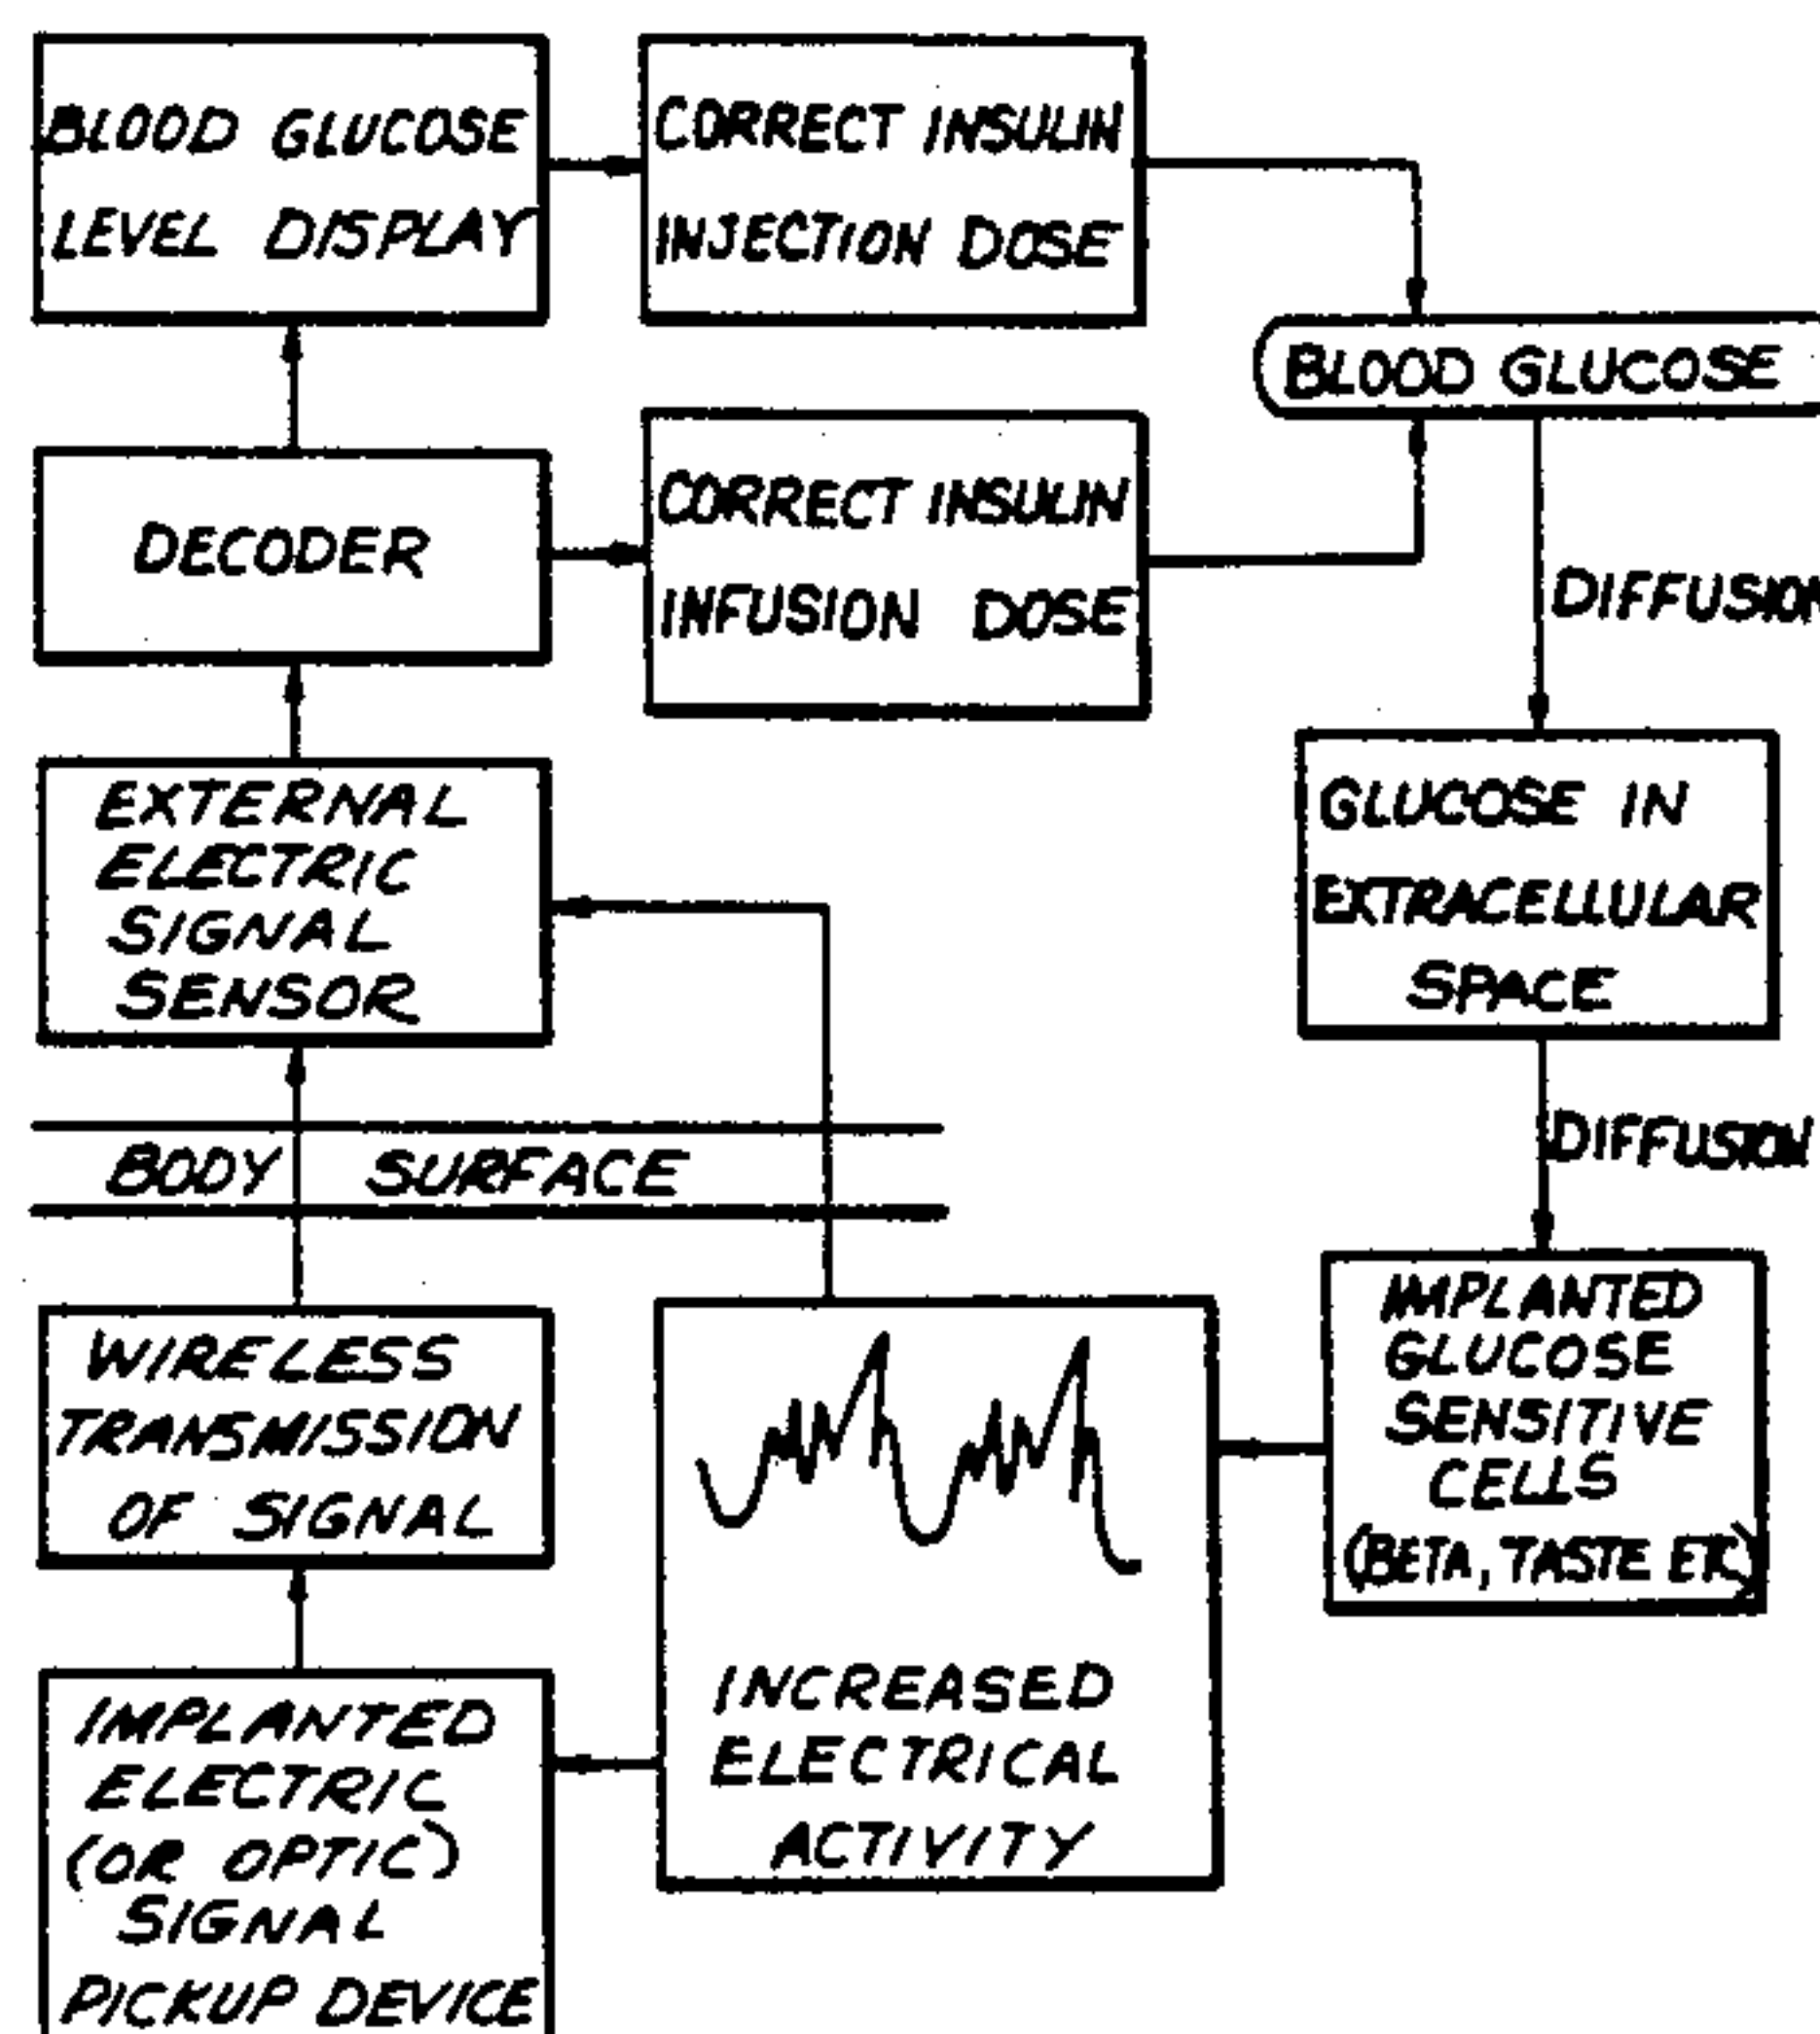 BLOOD GLUCOSE
LEVEL DISPLAY
CORRECT INSULIN
INJECTION DOSE
BLOOD GLUCOSE
DECODER
CORRECT INSULIN
INFUSION DOSE
DIFFUSION
EXTERNAL
ELECTRIC
SIGNAL
SENSOR
GLUCOSE IN
EXTRACELLULAR
SPACE
BODY SURFACE
DIFFUSION
WIRELESS
TRANSMISSION
OF SIGNAL
IMPLANTED
GLUCOSE
SENSITIVE
CELLS
(BETA, TASTE ETC)
INCREASED
ELECTRICAL
ACTIVITY
IMPLANTED
ELECTRIC
(OR OPTIC)
SIGNAL
PICKUP DEVICE